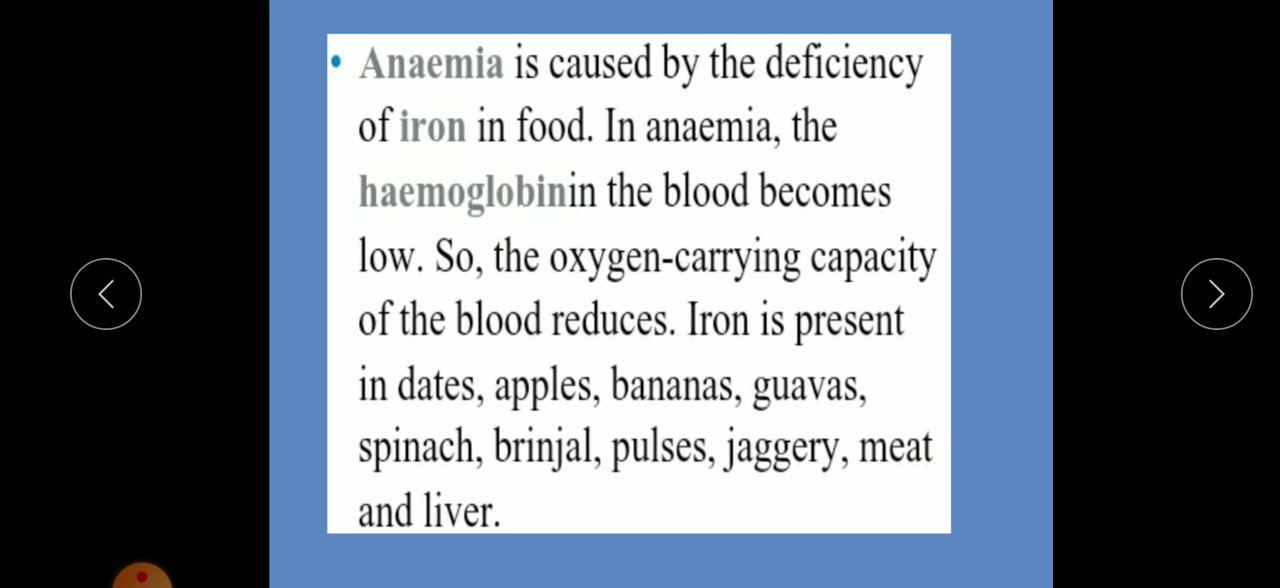 • Anaemia is caused by the deficiency
of iron in food. In anaemia, the
haemoglobinin the blood becomes
low. So, the oxygen-carrying capacity
of the blood reduces. Iron is present
in dates, apples, bananas, guavas,
spinach, brinjal, pulses, jaggery, meat
and liver.